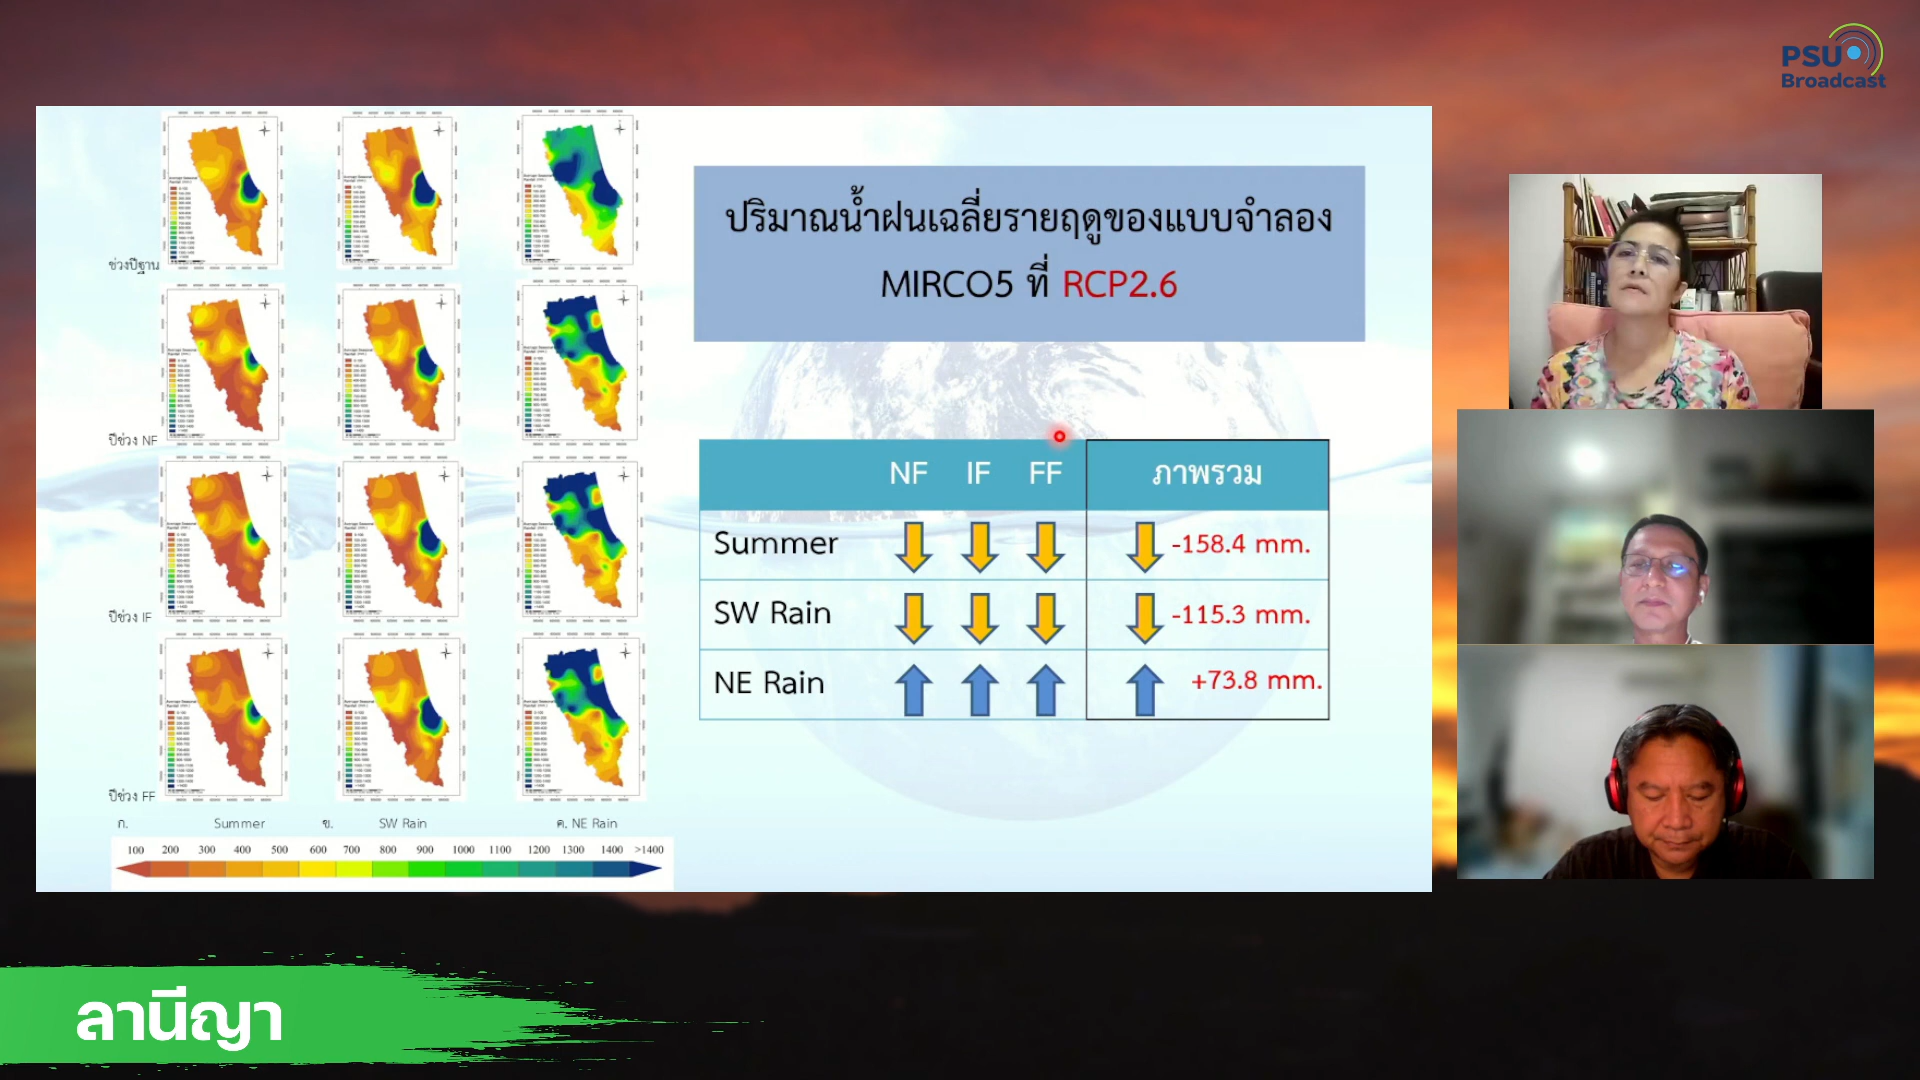 PSU
Broadcast
ปริมาณน้ำฝนเฉลี่ยรายฤดูของแบบจำลอง
MIRCO5 ที่ RCP2.6
ช่วงปีฐาน
ปีช่วง NF
ปีช่วง IF
ปีช่วง FF
ก. Summer ข. SW Rain ค. NE Rain
100 200 300 400 500 600 700 800 900 1000 1100 1200 1300 1400 >1400
NF IF FF ภาพรวม
Summer -158.4 mm.
SW Rain -115.3 mm.
NE Rain +73.8 mm.
ลานีญา